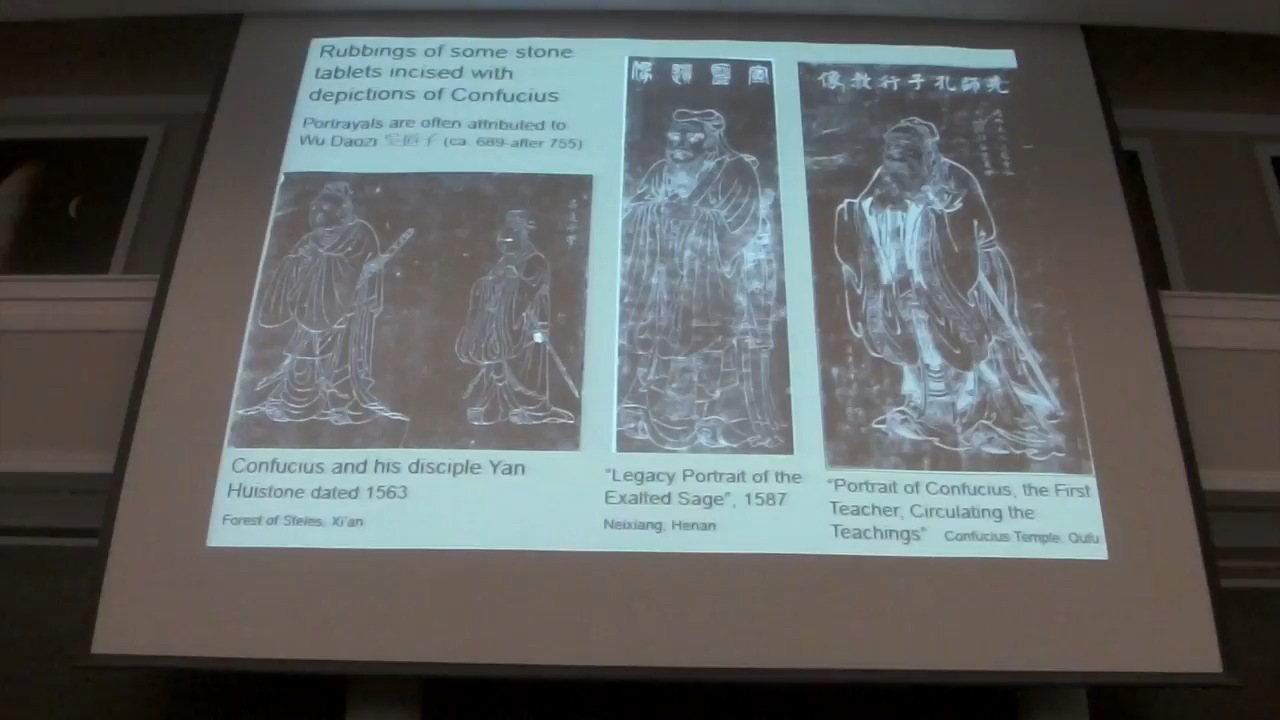 Rubbings of some stone
tablets incised with
depictions of Confucius
Portrayals are often attributed to
Wu Daozi 子 (ca. 689-after 755)
Confucius and his disciple Yan
Huistone dated 1563
Forest of Steles, Xi'an
"Legacy Portrait of the
Exalted Sage", 1587
Neixiang, Henan
像教行子孔師先
"Portrait of Confucius, the First
Teacher, Circulating the
Teachings" Confucius Temple, Qufu